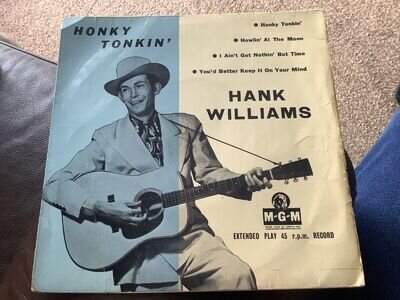 HONKY
TONKIN'
• Honky Tonkin'
• Howlin' At The Moon
• I Ain't Got Nothin' But Time
• You'd Better Keep It On Your Mind
HANK
WILLIAMS
M-G-M
EXTENDED PLAY 45 r.p.m. RECORD